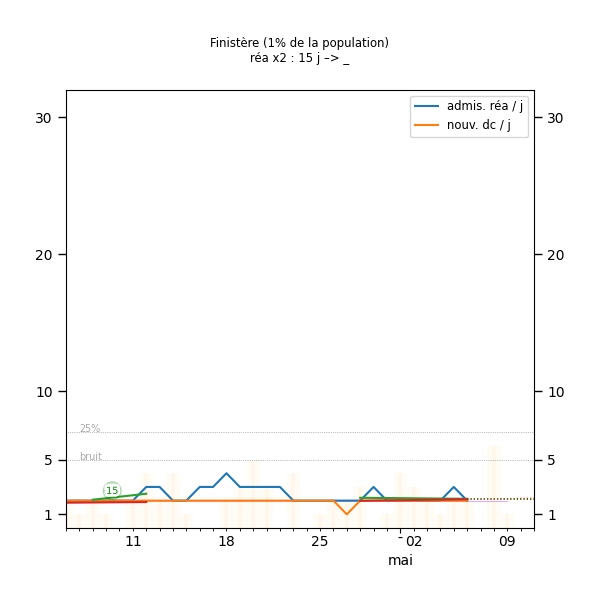 Finistère (1% de la population)
réa x2 : 15 j –> _
admis. réa / j
nouv. dc / j
30
30
20
20
10
10
25%
5
bruit
5
15
1
1
11
18
25
02
09
mai